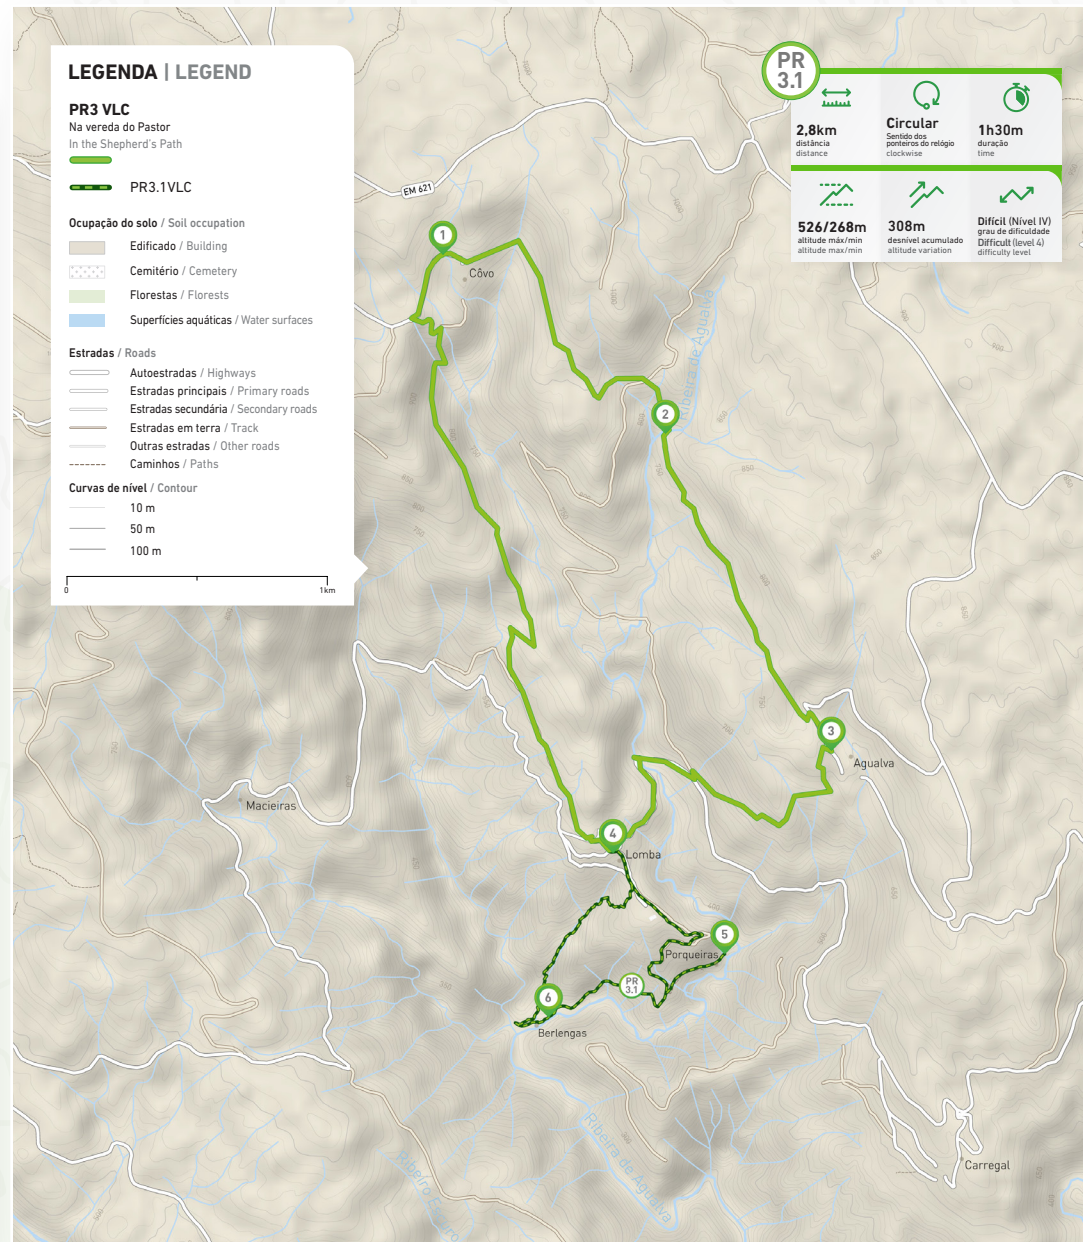 LEGENDA | LEGEND
PR3 VLC
Na vereda do Pastor
In the Shepherd's Path
PR3.1VLC
Ocupação do solo / Soil occupation
Edificado / Building
Cemitério / Cemetery
Florestas / Florests
Superfícies aquáticas / Water surfaces
Estradas / Roads
Autoestradas / Highways
Estradas principais / Primary roads
Estradas secundária / Secondary roads
Estradas em terra / Track
Outras estradas / Other roads
Caminhos / Paths
Curvas de nível / Contour
10 m
50 m
100 m
0
1km
PR
3.1
2,8km
distância
distance
Circular
Sentido dos
ponteiros do relógio
clockwise
1h30m
duração
time
526/268m
altitude máx/min
altitude max/min
308m
desnível acumulado
altitude variation
Difícil (Nível IV)
grau de dificuldade
Difficult (level 4)
difficulty level
EM 621
1
Côvo
Ribeira de Agualva
2
3
Agualva
Macieiras
4
Lomba
5
Porqueiras
PR
3.1
6
Berlengas
Ribeira de Agualva
Carregal